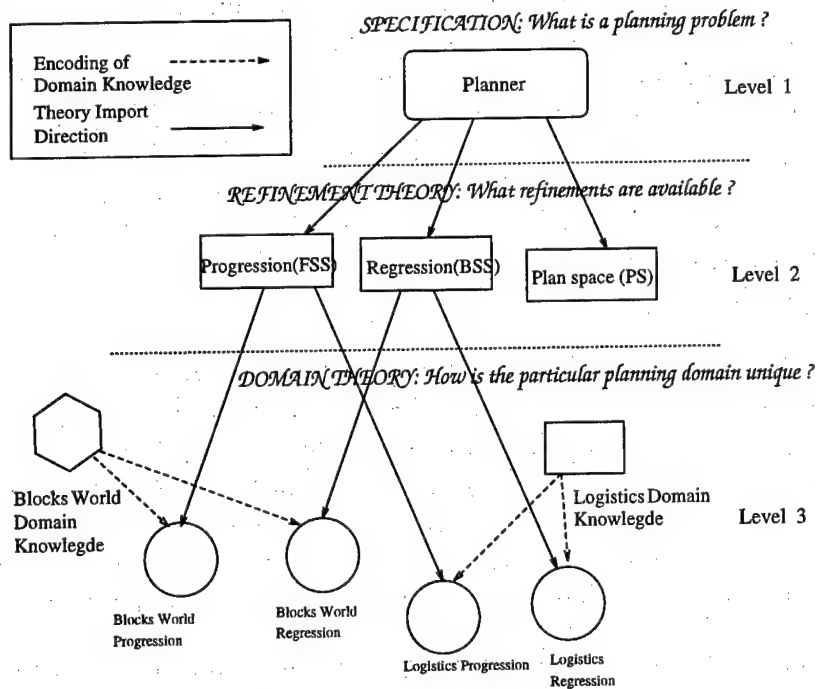 SPECIFICATION: What is a planning problem ?
Encoding of
Domain Knowledge
Theory Import
Direction
Planner
Level 1
REFINEMENT THEORY: What refinements are available ?
Progression(FSS)
Regression(BSS)
Plan space (PS)
Level 2
DOMAIN THEORY: How is the particular planning domain unique ?
Blocks World
Domain
Knowlegde
Logistics Domain
Knowlegde
Level 3
Blocks World
Progression
Blocks World
Regression
Logistics Progression
Logistics
Regression